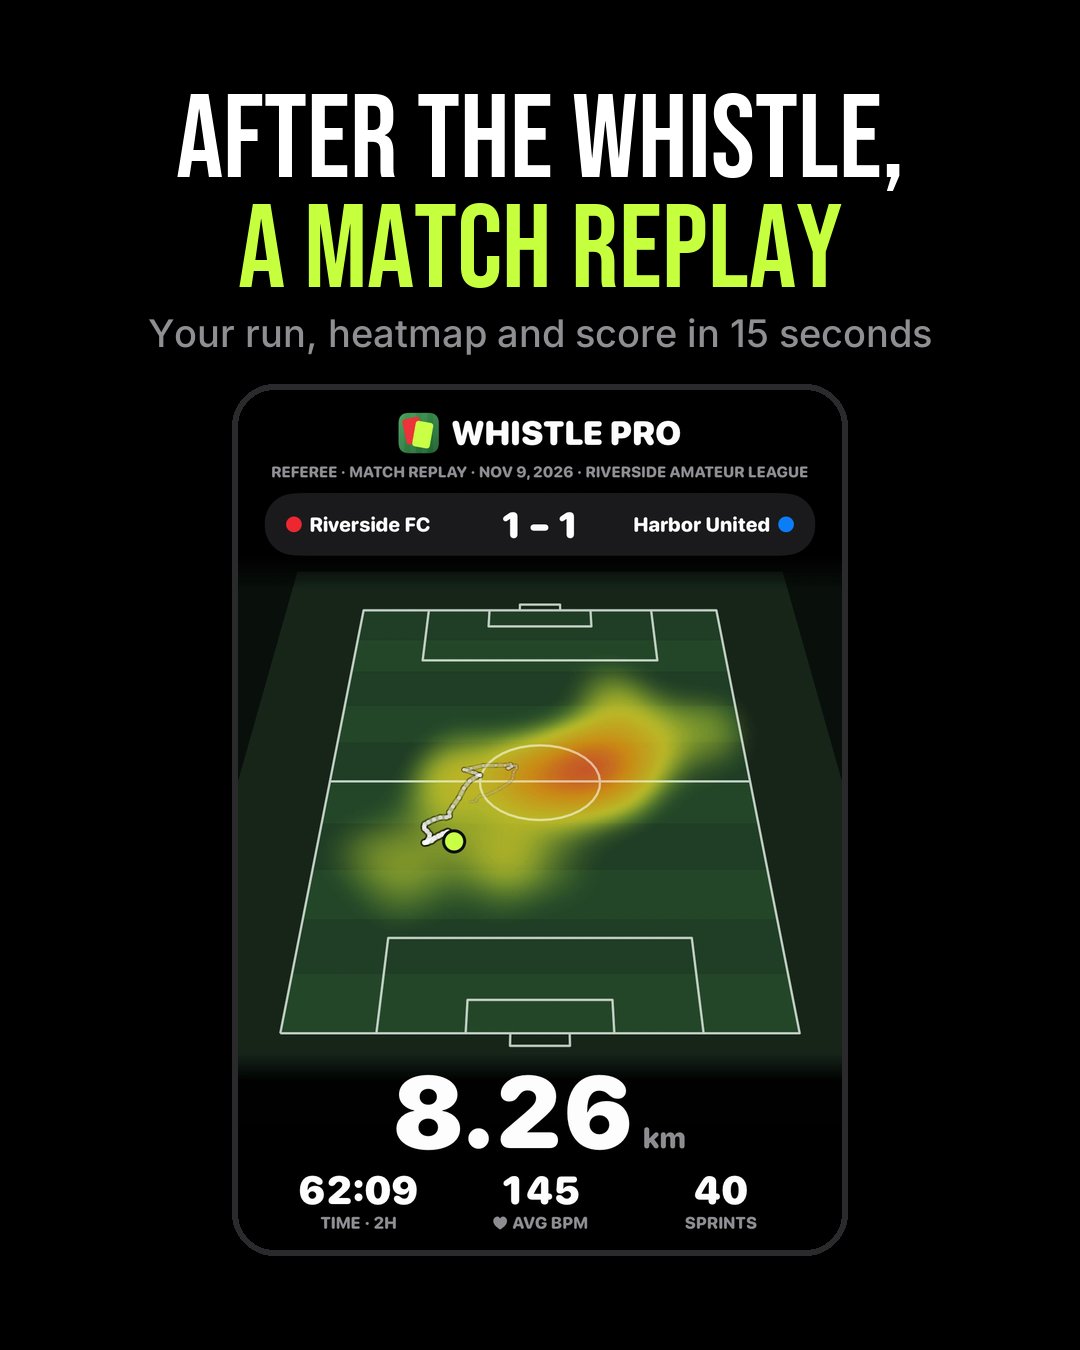 AFTER THE WHISTLE,
A MATCH REPLAY
Your run, heatmap and score in 15 seconds
WHISTLE PRO
REFEREE · MATCH REPLAY · NOV 9, 2026 · RIVERSIDE AMATEUR LEAGUE
Riverside FC 1 – 1 Harbor United
8.26 km
62:09 145 40
TIME · 2H AVG BPM SPRINTS